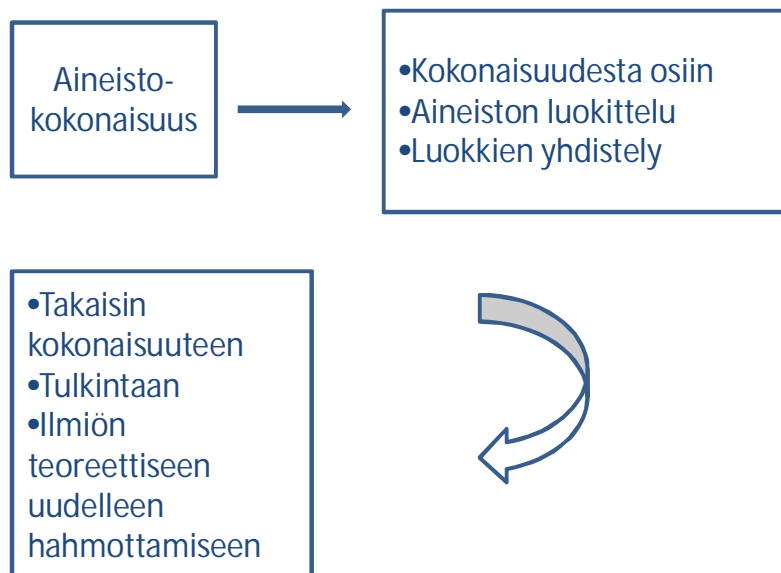 Aineisto-
kokonaisuus
•Kokonaisuudesta osiin
•Aineiston luokittelu
•Luokkien yhdistely
•Takaisin
kokonaisuuteen
•Tulkintaan
•Ilmiön
teoreettiseen
uudelleen
hahmottamiseen